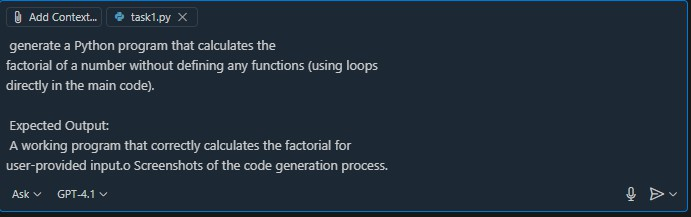 Add Context... task1.py
generate a Python program that calculates the
factorial of a number without defining any functions (using loops
directly in the main code).
Expected Output:
A working program that correctly calculates the factorial for
user-provided input.o Screenshots of the code generation process.
Ask GPT-4.1